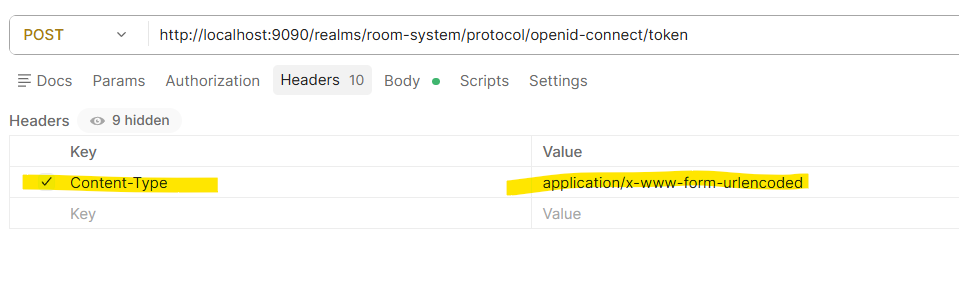 POST http://localhost:9090/realms/room-system/protocol/openid-connect/token
Docs Params Authorization Headers 10 Body Scripts Settings
Headers 9 hidden
Key Value
Content-Type application/x-www-form-urlencoded
Key Value